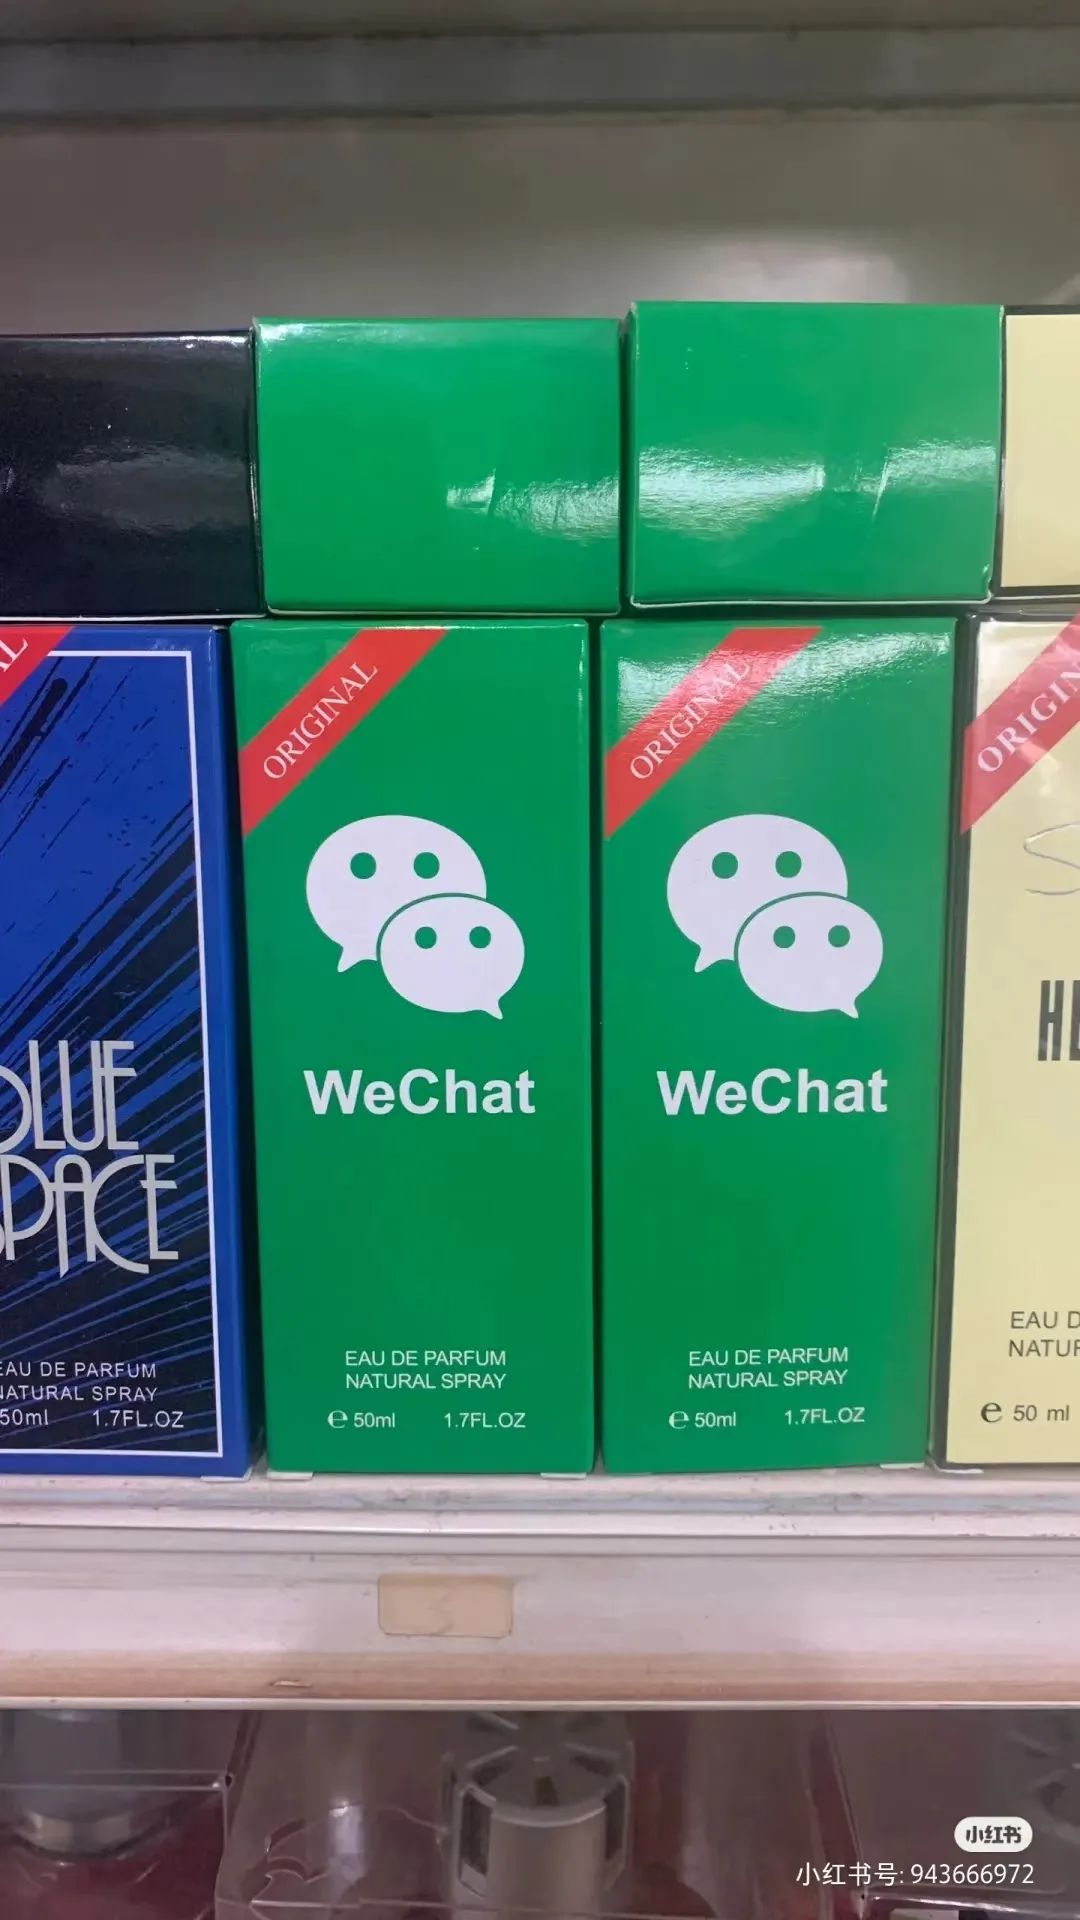 ORIGINAL
ORIGINAL
WeChat
WeChat
SPACE
EAU DE PARFUM
NATURAL SPRAY
50ml 1.7FL.OZ
EAU DE PARFUM
NATURAL SPRAY
e 50ml 1.7FL.OZ
EAU DE PARFUM
NATURAL SPRAY
e 50ml 1.7FL.OZ
EAU D
NATUR
e 50 ml
3
小红书
小红书号: 943666972